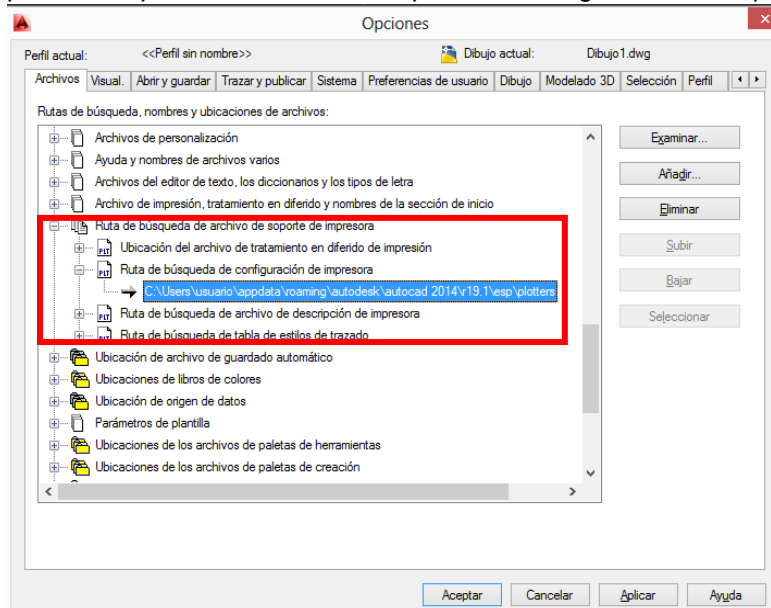 Opciones
Perfil actual: <<Perfil sin nombre>> Dibujo actual: Dibujo1.dwg
Archivos Visual. Abrir y guardar Trazar y publicar Sistema Preferencias de usuario Dibujo Modelado 3D Selección Perfil
Rutas de búsqueda, nombres y ubicaciones de archivos:
Archivos de personalización
Ayuda y nombres de archivos varios
Archivos del editor de texto, los diccionarios y los tipos de letra
Archivo de impresión, tratamiento en diferido y nombres de la sección de inicio
Ruta de búsqueda de archivo de soporte de impresora
Ubicación del archivo de tratamiento en diferido de impresión
Ruta de búsqueda de configuración de impresora
C:\Users\usuario\appdata\roaming\autodesk\autocad 2014\r19.1\esp\plotters
Ruta de búsqueda de archivo de descripción de impresora
Ruta de búsqueda de tabla de estilos de trazado
Ubicación de archivo de guardado automático
Ubicaciones de libros de colores
Ubicación de origen de datos
Parámetros de plantilla
Ubicaciones de los archivos de paletas de herramientas
Ubicaciones de los archivos de paletas de creación
Examinar...
Añadir...
Eliminar
Subir
Bajar
Seleccionar
Aceptar Cancelar Aplicar Ayuda